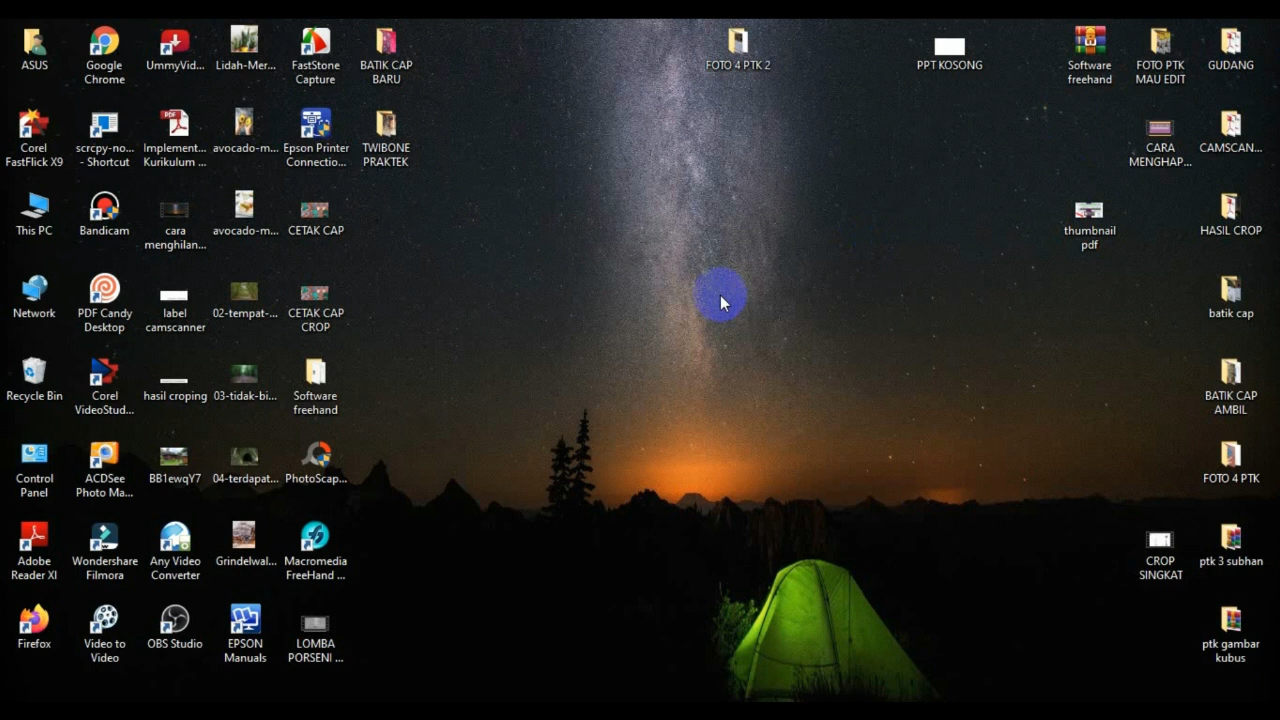 ASUS
Google
Chrome
UmmyVid...
Lidah-Mer...
FastStone
Capture
BATIK CAP
BARU
FOTO 4 PTK 2
PPT KOSONG
Software
freehand
FOTO PTK
MAU EDIT
GUDANG
Corel
FastFlick X9
scrcpy-no...
- Shortcut
PDF
Implement...
Kurikulum ...
avocado-m...
Epson Printer
Connectio...
TWIBONE
PRAKTEK
CARA
MENGHAP...
CAMSCAN...
This PC
Bandicam
cara
menghilan...
avocado-m...
CETAK CAP
thumbnail
pdf
HASIL CROP
Network
PDF Candy
Desktop
label
camscanner
02-tempat-...
CETAK CAP
CROP
batik cap
Recycle Bin
Corel
VideoStud...
hasil croping
03-tidak-bi...
Software
freehand
BATIK CAP
AMBIL
Control
Panel
ACDSee
Photo Ma...
BB1ewqY7
04-terdapat...
PhotoScap...
FOTO 4 PTK
Adobe
Reader XI
Wondershare
Filmora
Any Video
Converter
Grindelwal...
Macromedia
FreeHand ...
CROP
SINGKAT
ptk 3 subhan
Firefox
Video to
Video
OBS Studio
EPSON
Manuals
LOMBA
PORSENI ...
ptk gambar
kubus